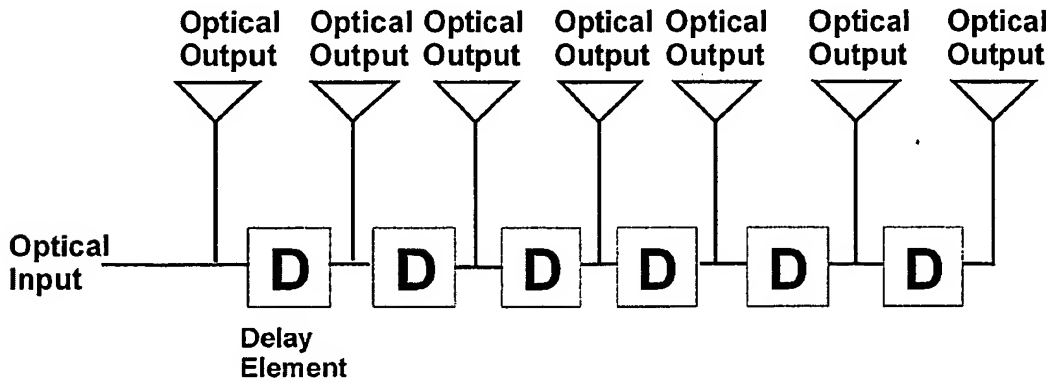 Optical Optical Optical Optical Optical Optical Optical
Output Output Output Output Output Output Output
Optical
Input
D D D D D D
Delay
Element